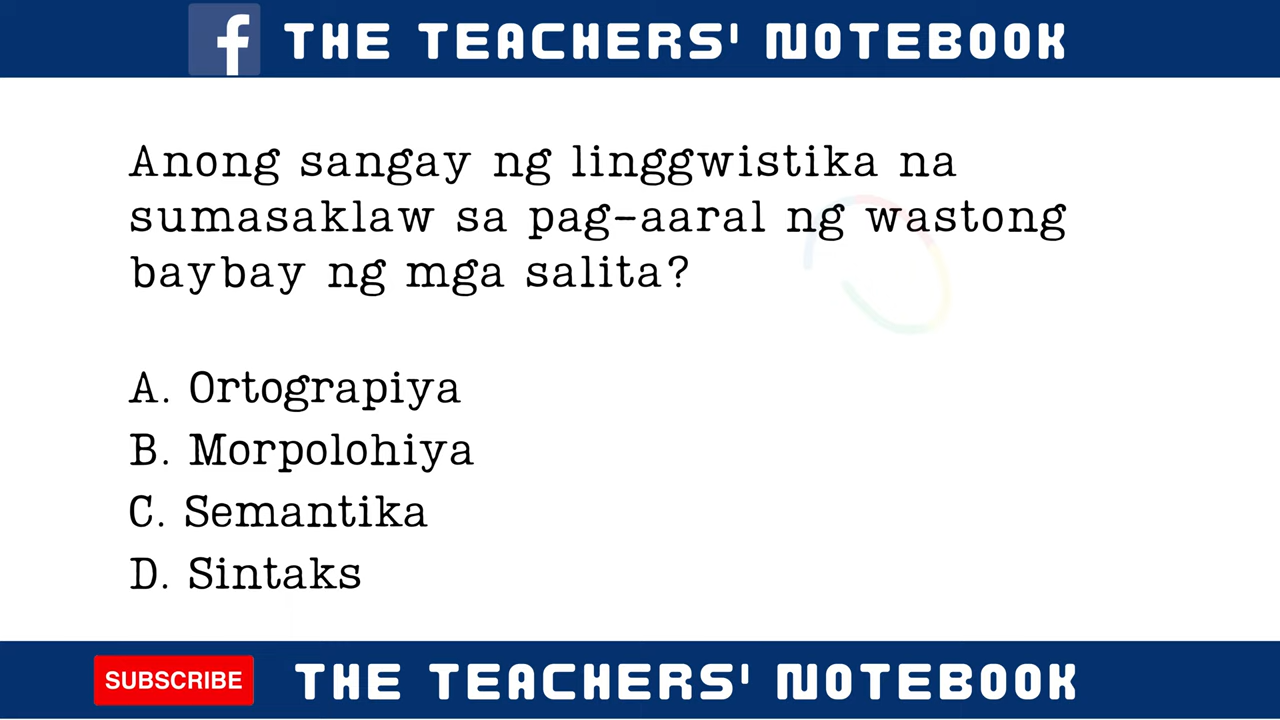 f THE TEACHERS' NOTEBOOK
Anong sangay ng linggwistika na
sumasaklaw sa pag-aaral ng wastong
baybay ng mga salita?
A. Ortograpiya
B. Morpolohiya
C. Semantika
D. Sintaks
SUBSCRIBE THE TEACHERS' NOTEBOOK